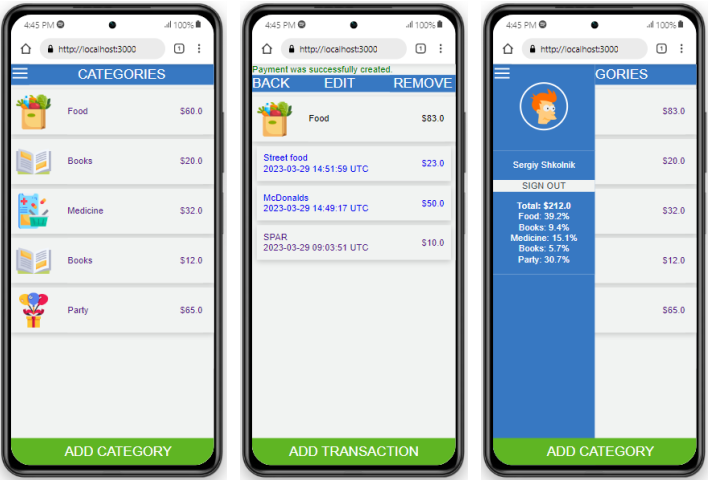 4:45 PM
100%
http://localhost:3000
1
CATEGORIES
Food $60.0
Books $20.0
Medicine $32.0
Books $12.0
Party $65.0
ADD CATEGORY
4:45 PM
100%
http://localhost:3000
1
Payment was successfully created.
BACK EDIT REMOVE
Food $83.0
Street food
2023-03-29 14:51:59 UTC $23.0
McDonalds
2023-03-29 14:49:17 UTC $50.0
SPAR
2023-03-29 09:03:51 UTC $10.0
ADD TRANSACTION
4:45 PM
100%
http://localhost:3000
1
GORIES
$83.0
$20.0
$32.0
$12.0
$65.0
Sergiy Shkolnik
SIGN OUT
Total: $212.0
Food: 39.2%
Books: 9.4%
Medicine: 15.1%
Books: 5.7%
Party: 30.7%
ADD CATEGORY